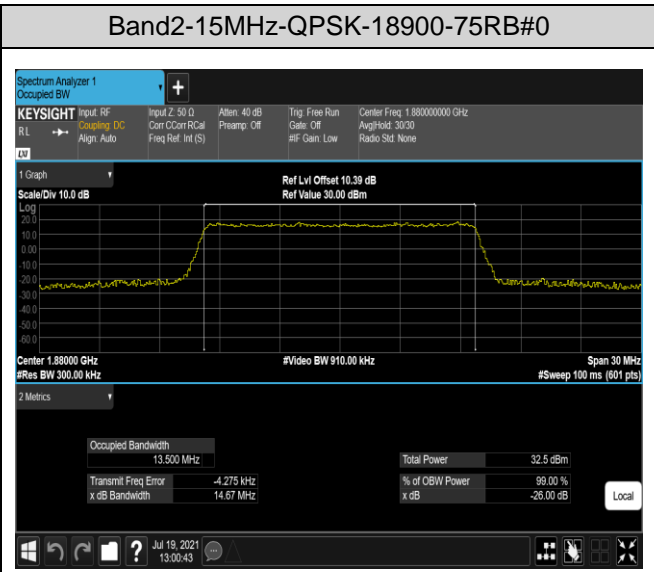 Band2-15MHz-QPSK-18900-75RB#0
Spectrum Analyzer 1
Occupied BW
+
KEYSIGHT
RL
LXI
Input: RF
Coupling: DC
Align: Auto
Input Z: 50 Ω
Corr CCorr RCal
Freq Ref: Int (S)
Atten: 40 dB
Preamp: Off
Trig: Free Run
Gate: Off
#IF Gain: Low
Center Freq: 1.880000000 GHz
Avg|Hold: 30/30
Radio Std: None
1 Graph
Scale/Div 10.0 dB
Ref Lvl Offset 10.39 dB
Ref Value 30.00 dBm
Log
20.0
10.0
0.00
-10.0
-20.0
-30.0
-40.0
-50.0
-60.0
Center 1.88000 GHz
#Res BW 300.00 kHz
#Video BW 910.00 kHz
Span 30 MHz
#Sweep 100 ms (601 pts)
2 Metrics
Occupied Bandwidth
13.500 MHz
Transmit Freq Error -4.275 kHz
x dB Bandwidth 14.67 MHz
Total Power 32.5 dBm
% of OBW Power 99.00 %
x dB -26.00 dB
Local
?
Jul 19, 2021
13:00:43